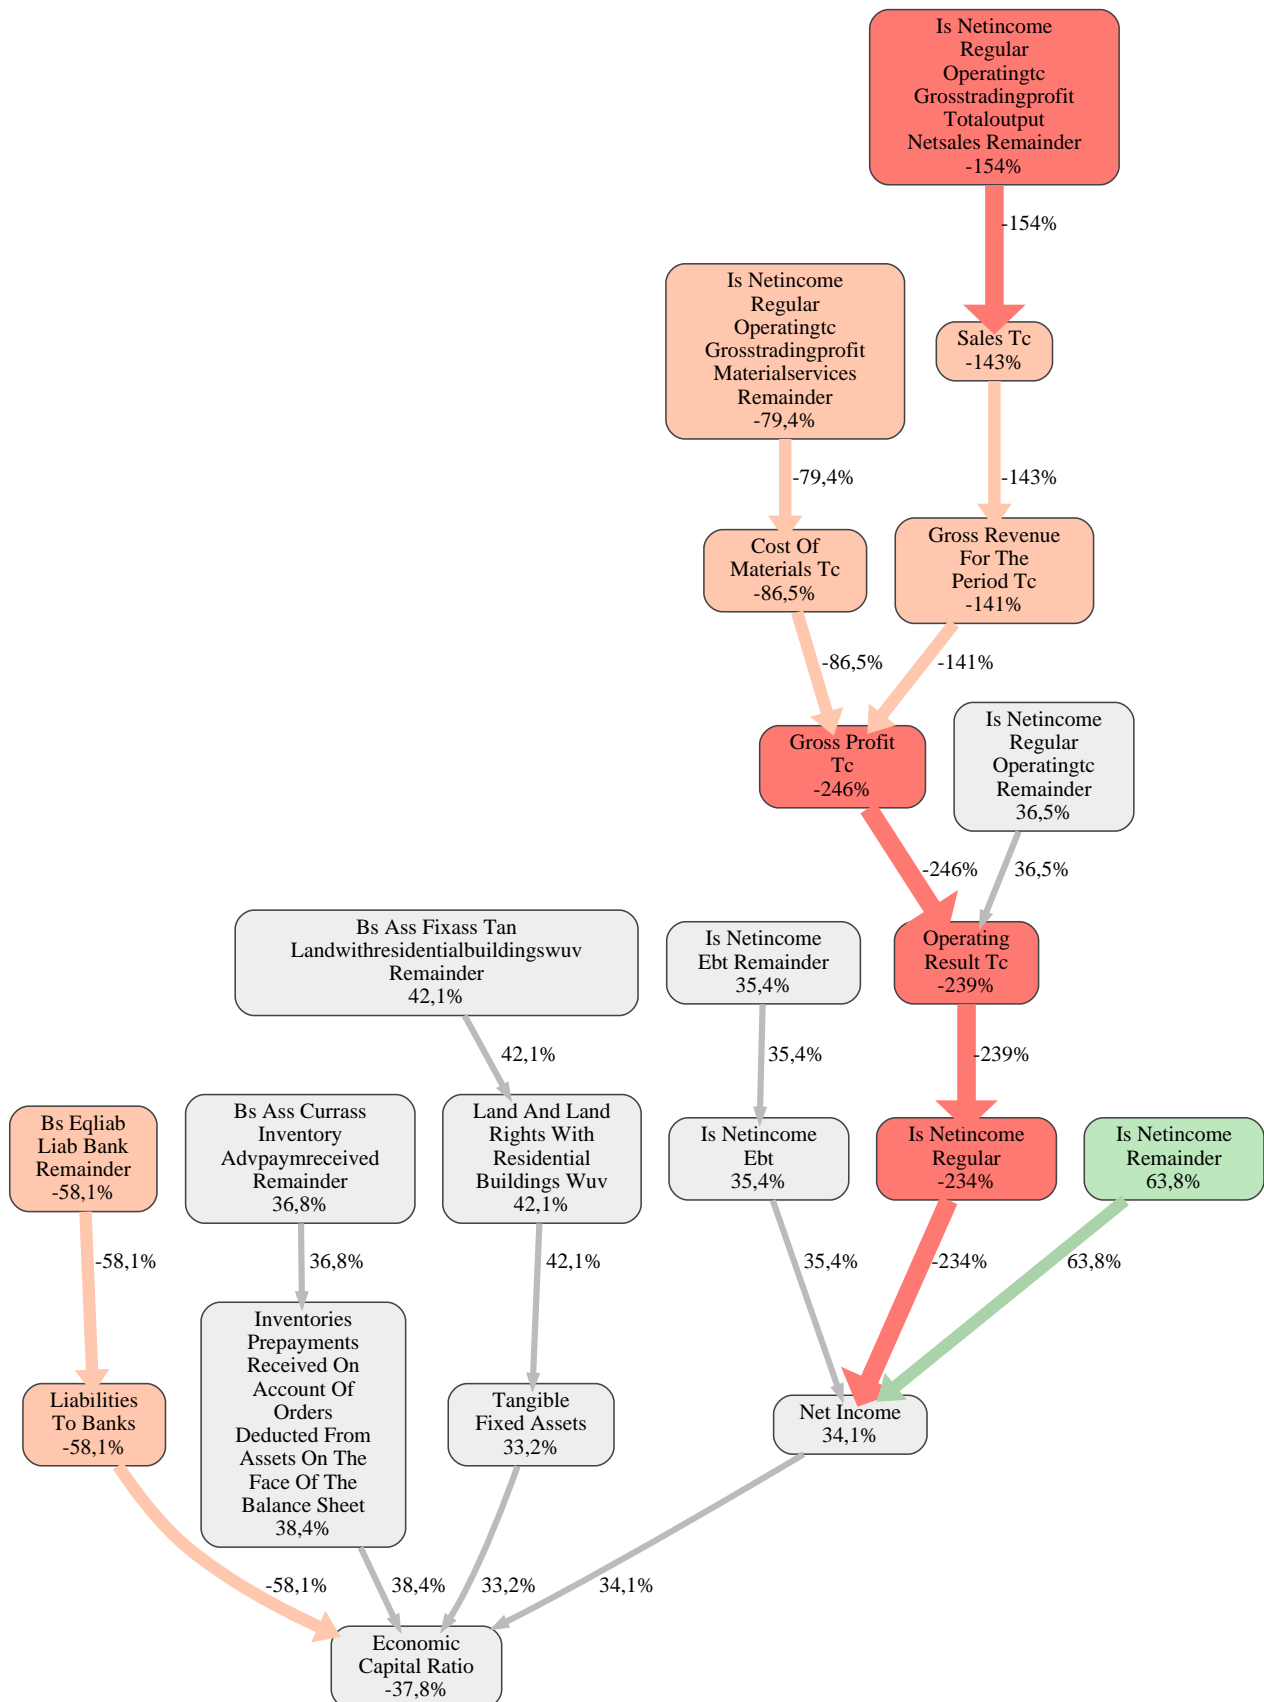 Is Netincome
Regular
Operatingtc
Grosstradingprofit
Totaloutput
Netsales Remainder
-154%
-154%
Is Netincome
Regular
Operatingtc
Grosstradingprofit
Materialservices
Remainder
-79,4%
Sales Tc
-143%
-79,4%
-143%
Cost Of
Materials Tc
-86,5%
Gross Revenue
For The
Period Tc
-141%
-86,5%
-141%
Gross Profit
Tc
-246%
Is Netincome
Regular
Operatingtc
Remainder
36,5%
-246%
36,5%
Bs Ass Fixass Tan
Landwithresidentialbuildingswuv
Remainder
42,1%
Is Netincome
Ebt Remainder
35,4%
Operating
Result Tc
-239%
42,1%
35,4%
-239%
Bs Eqliab
Liab Bank
Remainder
-58,1%
Bs Ass Currass
Inventory
Advpaymreceived
Remainder
36,8%
Land And Land
Rights With
Residential
Buildings Wuv
42,1%
Is Netincome
Ebt
35,4%
Is Netincome
Regular
-234%
Is Netincome
Remainder
63,8%
-58,1%
36,8%
42,1%
35,4%
-234%
63,8%
Liabilities
To Banks
-58,1%
Inventories
Prepayments
Received On
Account Of
Orders
Deducted From
Assets On The
Face Of The
Balance Sheet
38,4%
Tangible
Fixed Assets
33,2%
Net Income
34,1%
-58,1%
38,4%
33,2%
34,1%
Economic
Capital Ratio
-37,8%